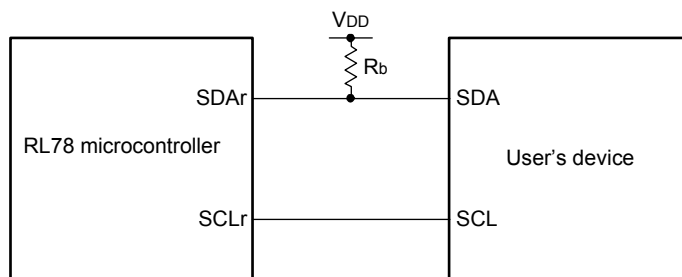 VDD
Rb
SDAr
SDA
RL78 microcontroller
User's device
SCLr
SCL